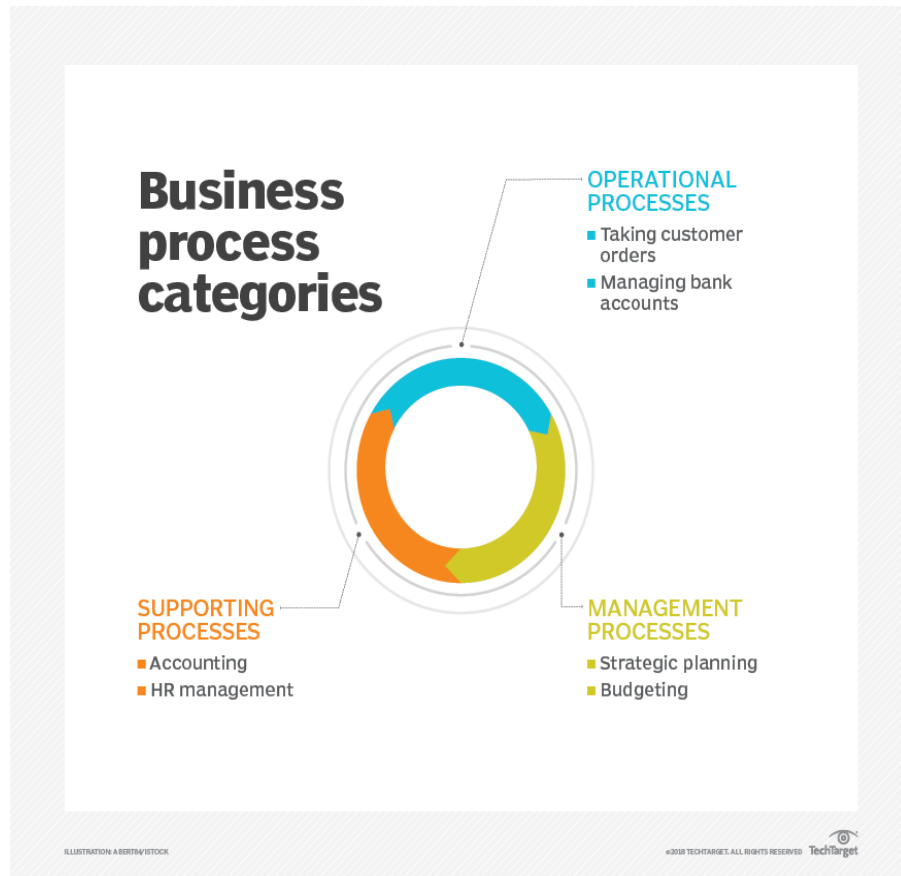 Business
process
categories
OPERATIONAL
PROCESSES
Taking customer
orders
Managing bank
accounts
SUPPORTING
PROCESSES
Accounting
HR management
MANAGEMENT
PROCESSES
Strategic planning
Budgeting
ILLUSTRATION: ABERT84/ISTOCK
©2018 TECHTARGET. ALL RIGHTS RESERVED TechTarget